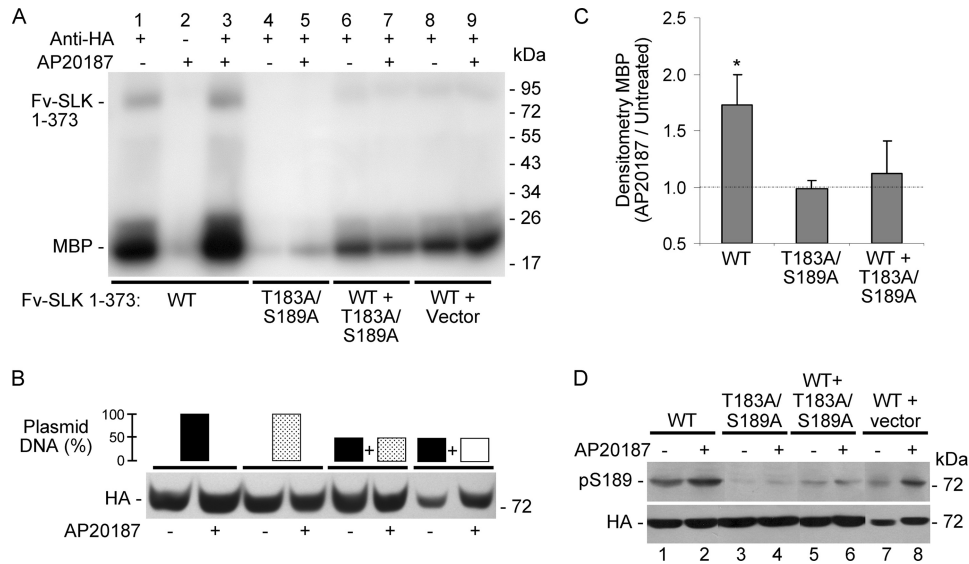 A
1 2 3 4 5 6 7 8 9
Anti-HA + - + + + + + + +
AP20187 - + + - + - + - +
kDa
Fv-SLK -
1-373
MBP -
- 95
- 72
- 55
- 43
- 34
- 26
- 17
Fv-SLK 1-373:
WT
T183A/
S189A
WT +
T183A/
S189A
WT +
Vector
B
Plasmid
DNA (%)
100
50
0
+ +
HA -
- 72
AP20187 - + - + - + - +
C
Densitometry MBP
(AP20187 / Untreated)
2.5
2.0
1.5
1.0
0.5
*
WT
T183A/
S189A
WT +
T183A/
S189A
D
WT
T183A/
S189A
WT+
T183A/
S189A
WT +
vector
AP20187 - + - + - + - +
kDa
pS189 -
- 72
HA -
- 72
1 2 3 4 5 6 7 8